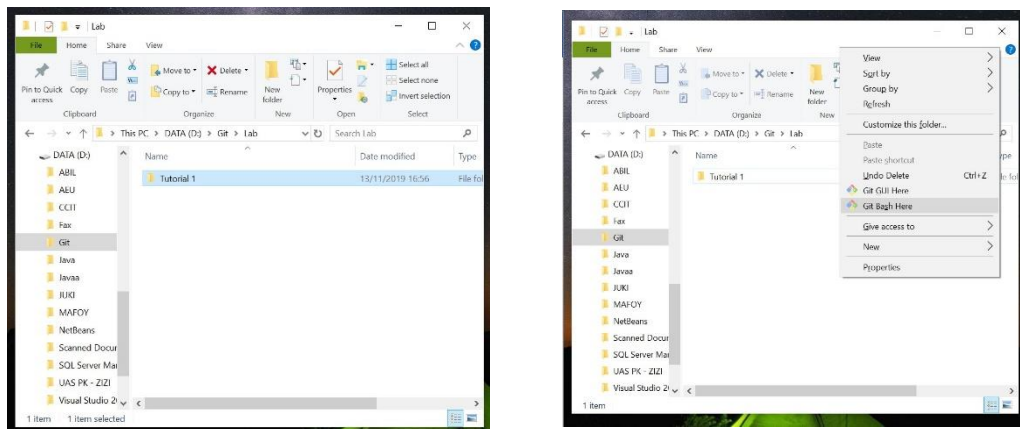 Lab
File Home Share View
Pin to Quick access
Copy
Paste
Move to
Copy to
Delete
Rename
New folder
Properties
Select all
Select none
Invert selection
Clipboard Organize New Open Select
This PC > DATA (D:) > Git > Lab
Search Lab
DATA (D:)
ABIL
AEU
CCIT
Fax
Git
Java
Javaa
JUKI
MAFOY
NetBeans
Scanned Docur
SQL Server Mar
UAS PK - ZIZI
Visual Studio 20
Name Date modified Type
Tutorial 1 13/11/2019 16:56 File fol
1 item 1 item selected
Lab
File Home Share View
Pin to Quick access
Copy
Paste
Move to
Copy to
Delete
Rename
New folder
Clipboard Organize
This PC > DATA (D:) > Git > Lab
DATA (D:)
ABIL
AEU
CCIT
Fax
Git
Java
Javaa
JUKI
MAFOY
NetBeans
Scanned Docur
SQL Server Mar
UAS PK - ZIZI
Visual Studio 20
Name
Tutorial 1
View
Sort by
Group by
Refresh
Customize this folder...
Paste
Paste shortcut
Undo Delete Ctrl+Z
Git GUI Here
Git Bash Here
Give access to
New
Properties
1 item